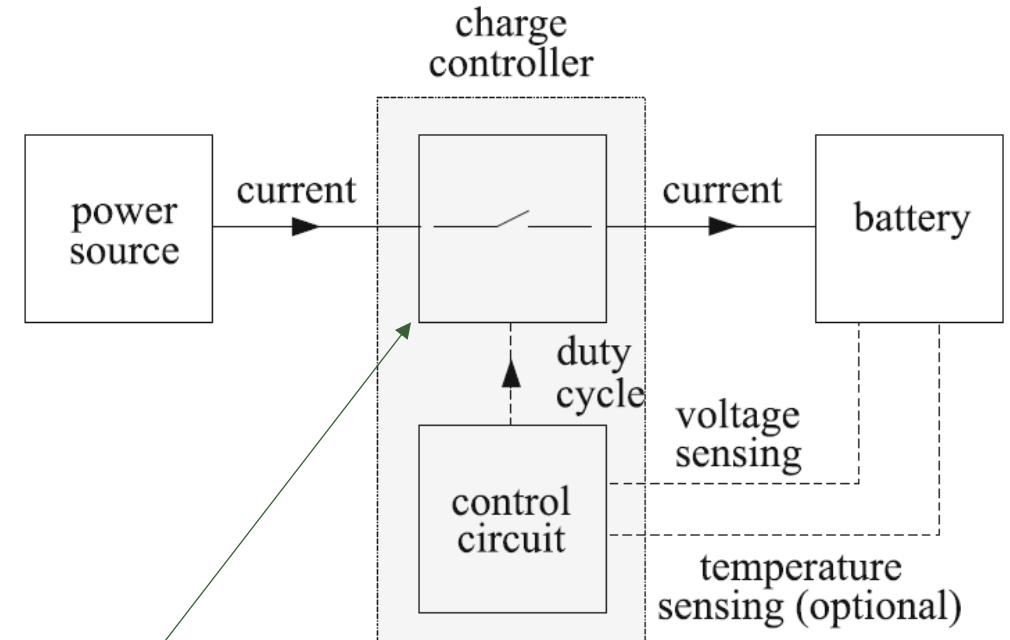 charge
controller
power
source
current
current
battery
duty
cycle
voltage
sensing
control
circuit
temperature
sensing (optional)